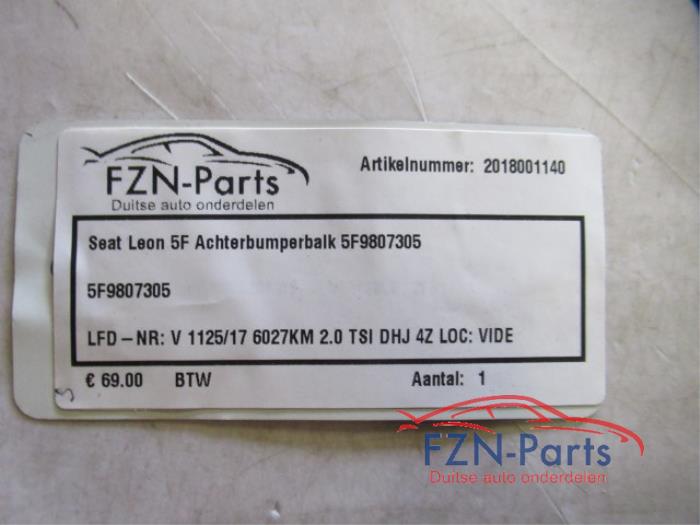 FZN-Parts
Duitse auto onderdelen
Artikelnummer: 2018001140
Seat Leon 5F Achterbumperbalk 5F9807305
5F9807305
LFD-NR: V 1125/17 6027KM 2.0 TSI DHJ 4Z LOC: VIDE
€ 69.00 BTW Aantal: 1
FZN-Parts
Duitse auto onderdelen